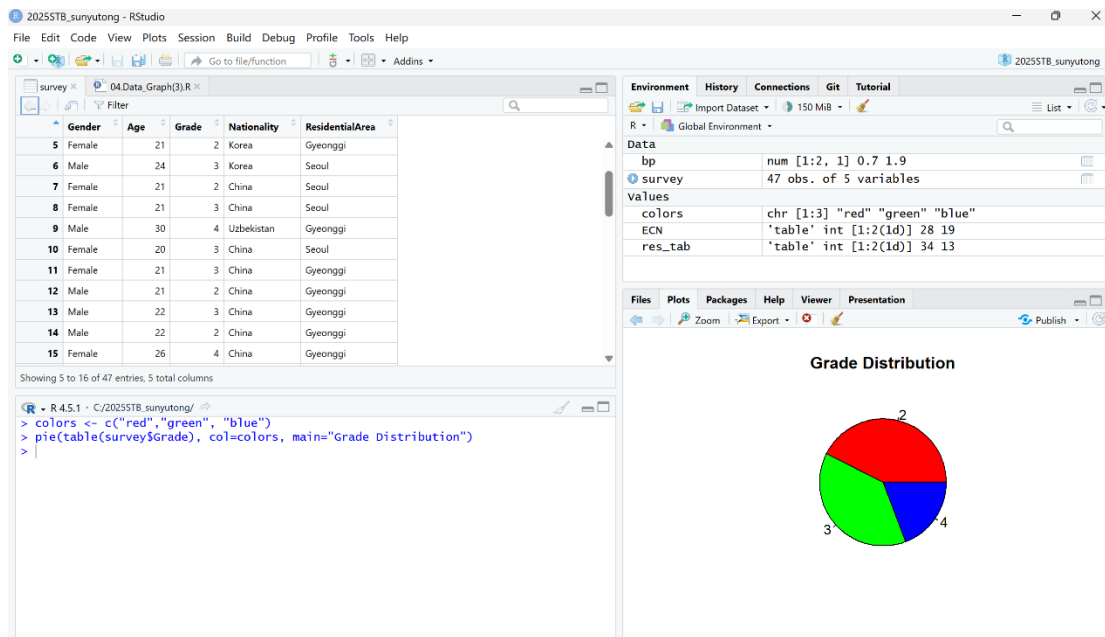 2025STB_sunyutong - RStudio
File Edit Code View Plots Session Build Debug Profile Tools Help
Go to file/function Addins 2025STB_sunyutong
survey 04.Data_Graph(3).R
Filter
Gender Age Grade Nationality ResidentialArea
5 Female 21 2 Korea Gyeonggi
6 Male 24 3 Korea Seoul
7 Female 21 2 China Seoul
8 Female 21 3 China Seoul
9 Male 30 4 Uzbekistan Gyeonggi
10 Female 20 3 China Seoul
11 Female 21 3 China Gyeonggi
12 Male 21 2 China Gyeonggi
13 Male 22 3 China Gyeonggi
14 Male 22 2 China Gyeonggi
15 Female 26 4 China Gyeonggi
Showing 5 to 16 of 47 entries, 5 total columns
R 4.5.1 · C:/2025STB_sunyutong/
> colors <- c("red","green", "blue")
> pie(table(survey$Grade), col=colors, main="Grade Distribution")
>
Environment History Connections Git Tutorial
Import Dataset 150 MiB List
R Global Environment
Data
bp num [1:2, 1] 0.7 1.9
survey 47 obs. of 5 variables
Values
colors chr [1:3] "red" "green" "blue"
ECN 'table' int [1:2(1d)] 28 19
res_tab 'table' int [1:2(1d)] 34 13
Files Plots Packages Help Viewer Presentation
Zoom Export Publish
Grade Distribution
2
3
4